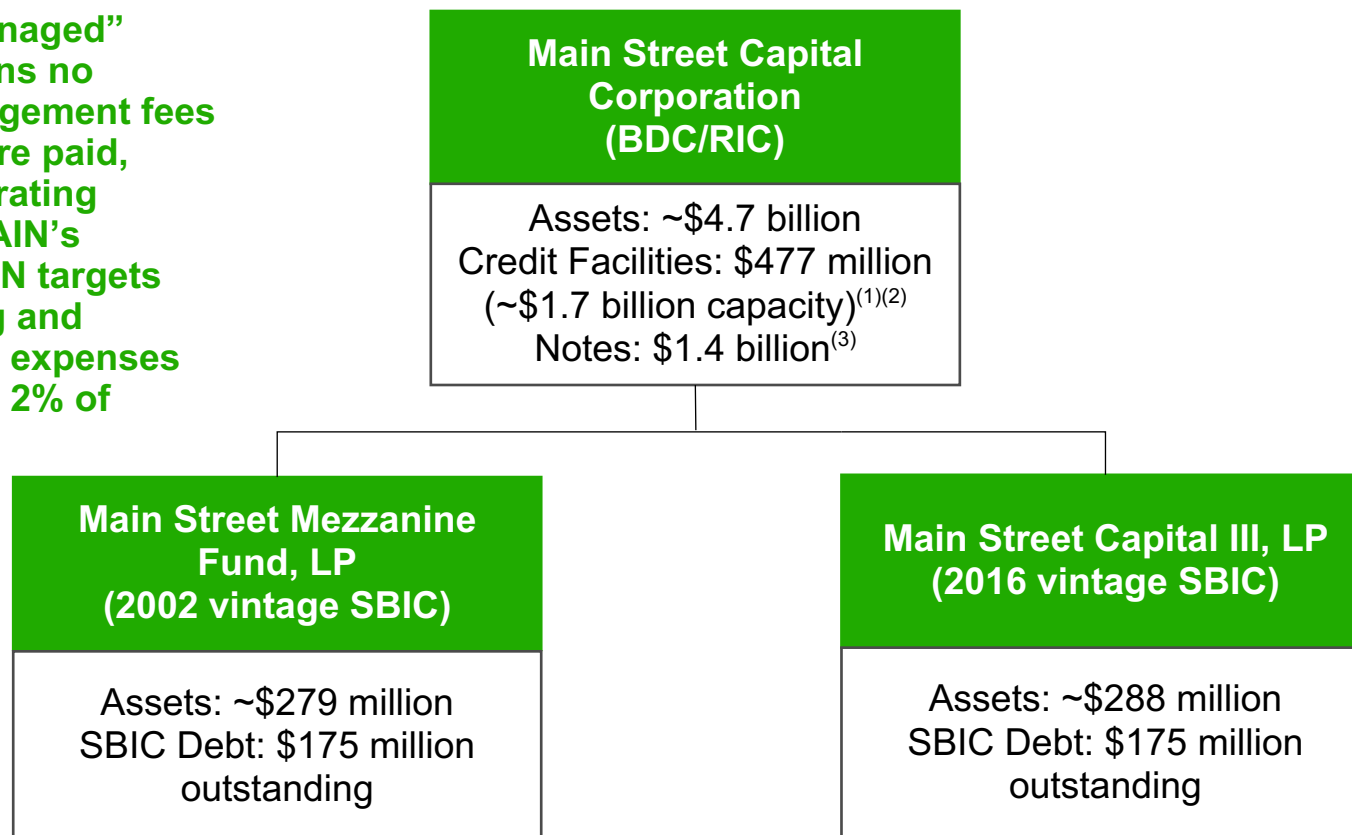 naged”
ns no
gement fees
re paid,
rating
AIN’s
N targets
g and
expenses
2% of
Main Street Capital
Corporation
(BDC/RIC)
Assets: ~$4.7 billion
Credit Facilities: $477 million
(~$1.7 billion capacity)(1)(2)
Notes: $1.4 billion(3)
Main Street Mezzanine
Fund, LP
(2002 vintage SBIC)
Assets: ~$279 million
SBIC Debt: $175 million
outstanding
Main Street Capital III, LP
(2016 vintage SBIC)
Assets: ~$288 million
SBIC Debt: $175 million
outstanding